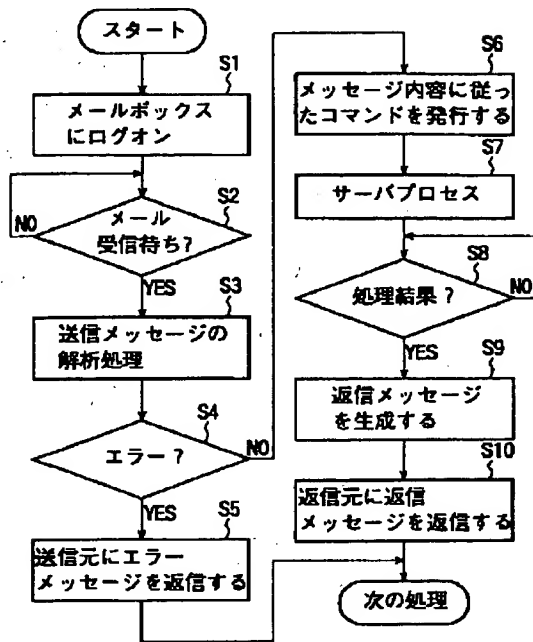 スタート
S1
メールボックス
にログオン
S2
メール
受信待ち?
NO
YES
S3
送信メッセージの
解析処理
S4
エラー?
NO
YES
S5
送信元にエラー
メッセージを返信する
S6
メッセージ内容に従っ
たコマンドを発行する
S7
サーバプロセス
S8
処理結果?
NO
YES
S9
返信メッセージ
を生成する
S10
返信元に返信
メッセージを返信する
次の処理